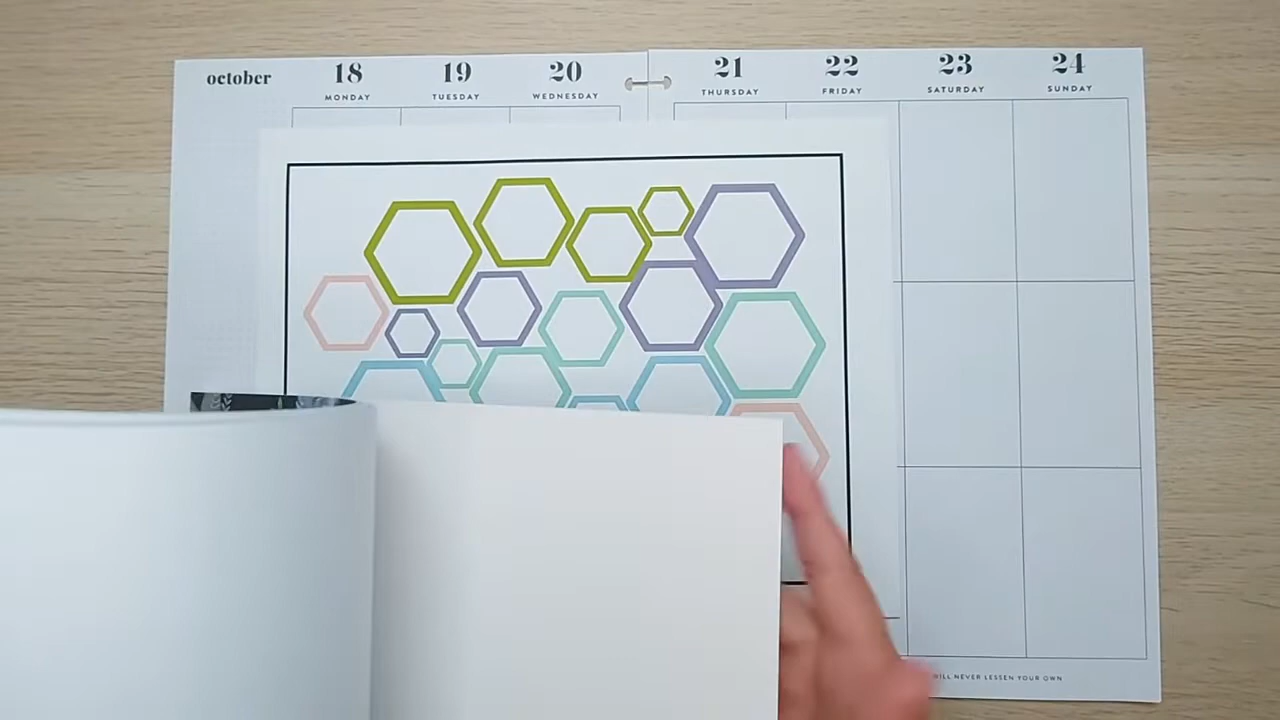 october
18 19 20 21 22 23 24
MONDAY TUESDAY WEDNESDAY THURSDAY FRIDAY SATURDAY SUNDAY
WILL NEVER LESSEN YOUR OWN